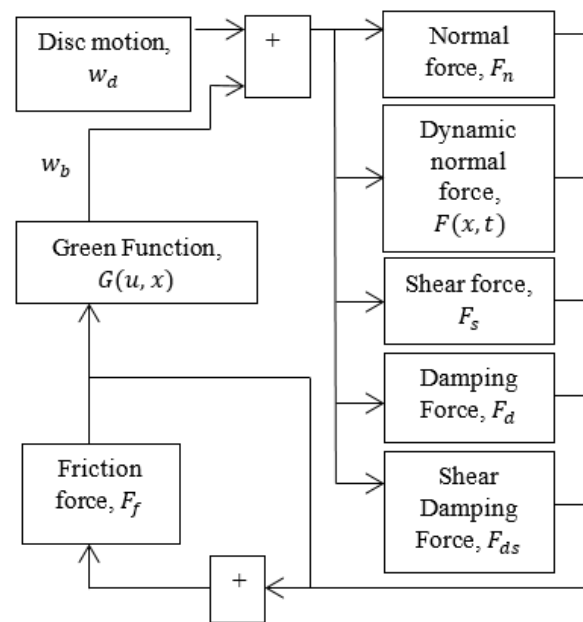 Disc motion,
w_d
+
Normal
force, F_n
Dynamic
normal
force,
F(x, t)
w_b
Green Function,
G(u, x)
Shear force,
F_s
Damping
Force, F_d
Friction
force, F_f
Shear
Damping
Force, F_ds
+